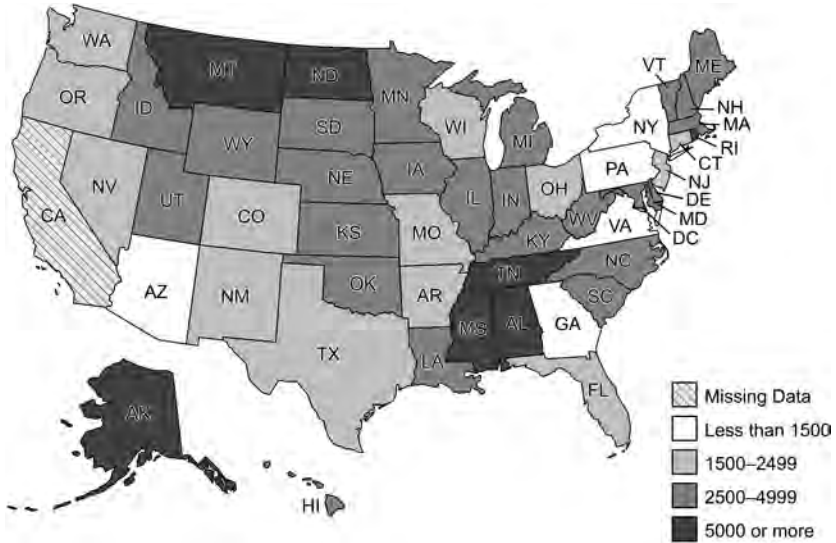 WA
MT
ND
MN
VT
ME
OR
ID
NH
MA
WI
NY
SD
MI
RI
WY
CT
PA
IA
NJ
NE
OH
DE
NV
IL
IN
MD
UT
WV
VA
CA
CO
DC
KS
MO
KY
NC
TN
OK
AZ
NM
AR
SC
MS
AL
GA
TX
LA
FL
AK
HI
Missing Data
Less than 1500
1500–2499
2500–4999
5000 or more